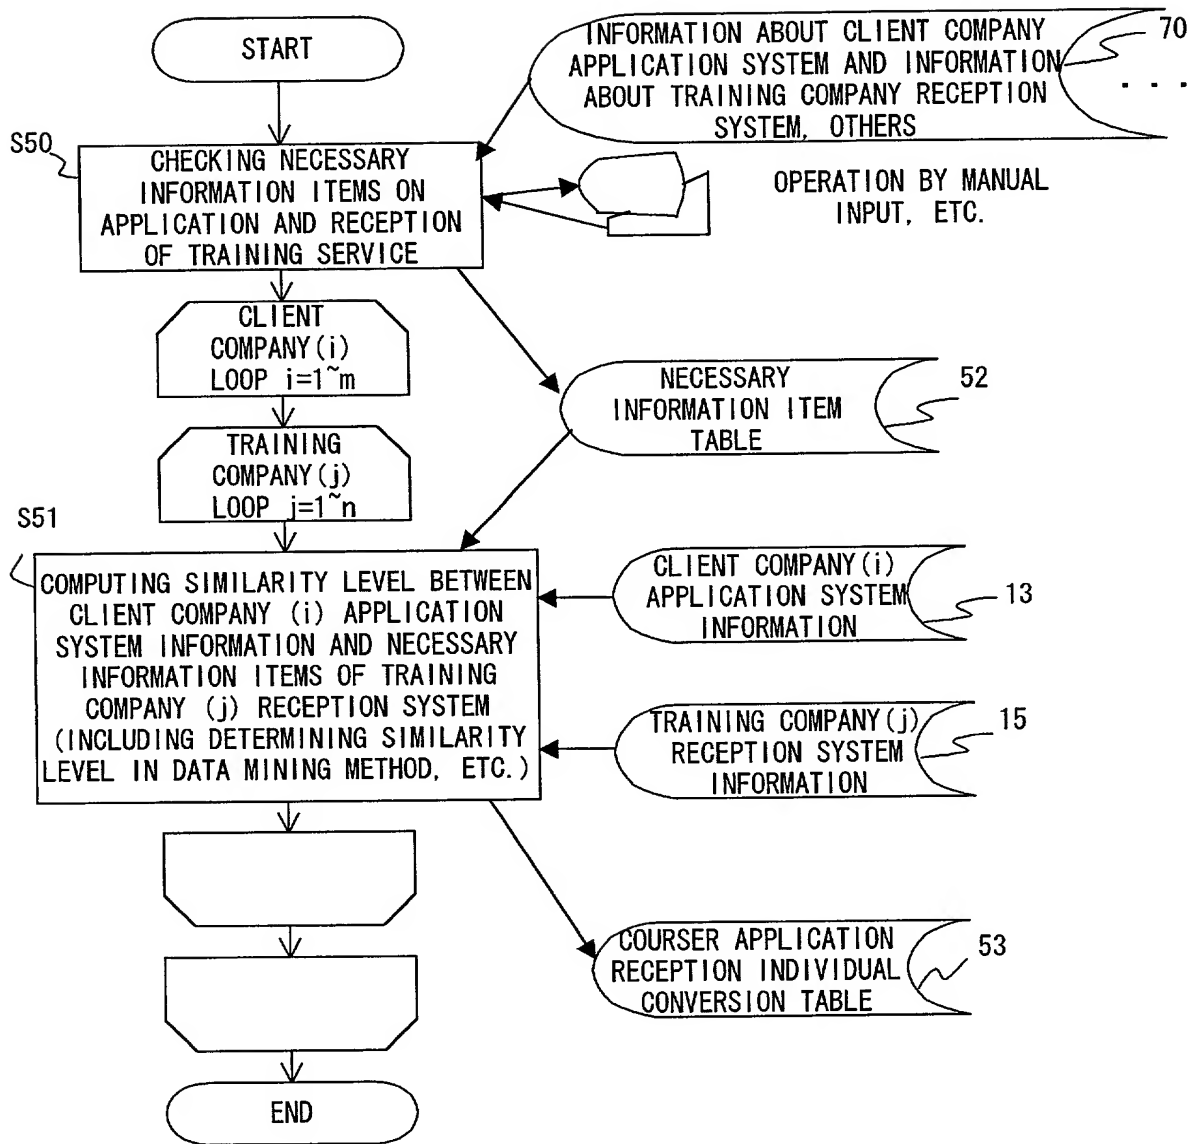 START
INFORMATION ABOUT CLIENT COMPANY
APPLICATION SYSTEM AND INFORMATION
ABOUT TRAINING COMPANY RECEPTION
SYSTEM, OTHERS
70
...
S50
CHECKING NECESSARY
INFORMATION ITEMS ON
APPLICATION AND RECEPTION
OF TRAINING SERVICE
OPERATION BY MANUAL
INPUT, ETC.
CLIENT
COMPANY(i)
LOOP i=1~m
NECESSARY
INFORMATION ITEM
TABLE
52
TRAINING
COMPANY(j)
LOOP j=1~n
S51
COMPUTING SIMILARITY LEVEL BETWEEN
CLIENT COMPANY (i) APPLICATION
SYSTEM INFORMATION AND NECESSARY
INFORMATION ITEMS OF TRAINING
COMPANY (j) RECEPTION SYSTEM
(INCLUDING DETERMINING SIMILARITY
LEVEL IN DATA MINING METHOD, ETC.)
CLIENT COMPANY(i)
APPLICATION SYSTEM
INFORMATION
13
TRAINING COMPANY(j)
RECEPTION SYSTEM
INFORMATION
15
COURSER APPLICATION
RECEPTION INDIVIDUAL
CONVERSION TABLE
53
END